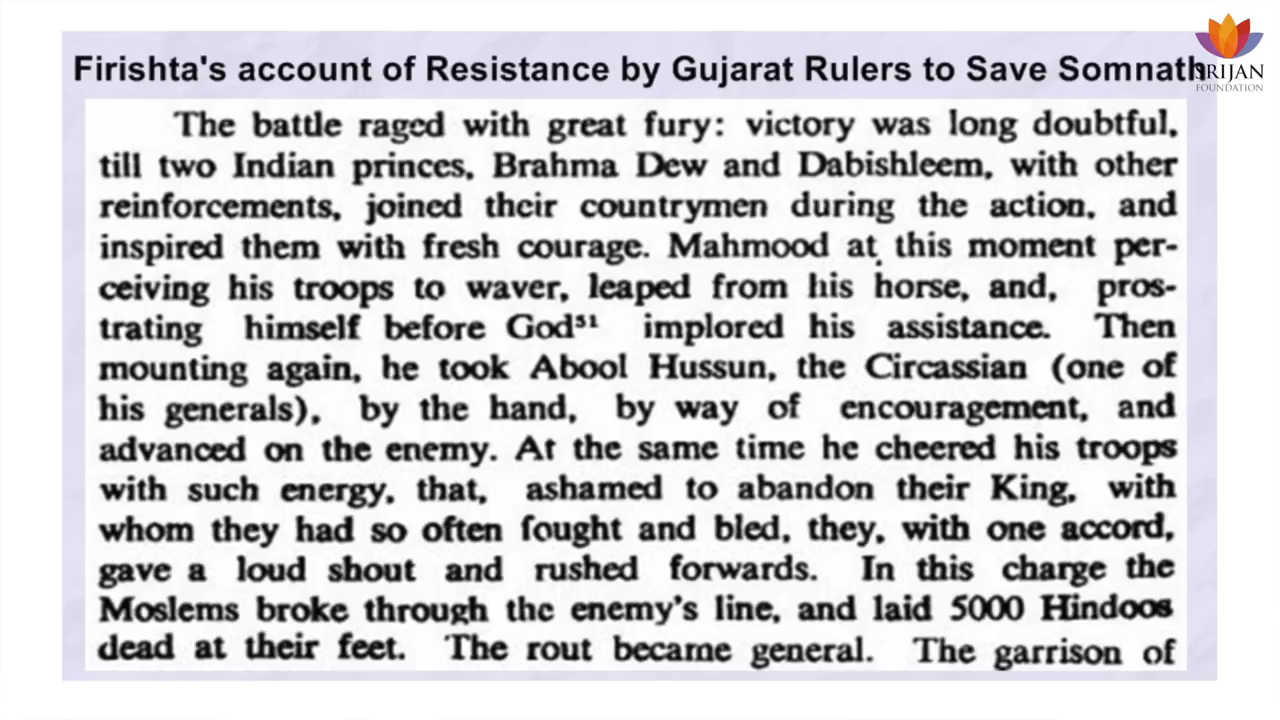 Firishta's account of Resistance by Gujarat Rulers to Save Somnath
SRIJAN
FOUNDATION
The battle raged with great fury: victory was long doubtful,
till two Indian princes, Brahma Dew and Dabishleem, with other
reinforcements, joined their countrymen during the action, and
inspired them with fresh courage. Mahmood at this moment per-
ceiving his troops to waver, leaped from his horse, and, pros-
trating himself before God⁵¹ implored his assistance. Then
mounting again, he took Abool Hussun, the Circassian (one of
his generals), by the hand, by way of encouragement, and
advanced on the enemy. At the same time he cheered his troops
with such energy, that, ashamed to abandon their King, with
whom they had so often fought and bled, they, with one accord,
gave a loud shout and rushed forwards. In this charge the
Moslems broke through the enemy's line, and laid 5000 Hindoos
dead at their feet. The rout became general. The garrison of